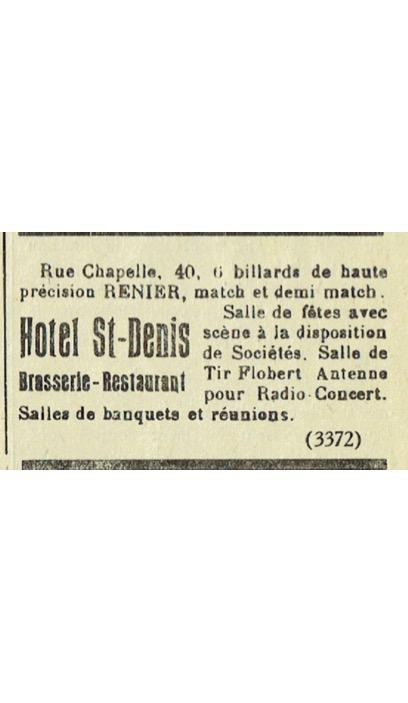 Rue Chapelle, 40, 6 billards de haute
précision RENIER, match et demi match.
Hotel St-Denis
Brasserie-Restaurant
Salle de fêtes avec
scène à la disposition
de Sociétés. Salle de
Tir Flobert Antenne
pour Radio-Concert.
Salles de banquets et réunions.
(3372)